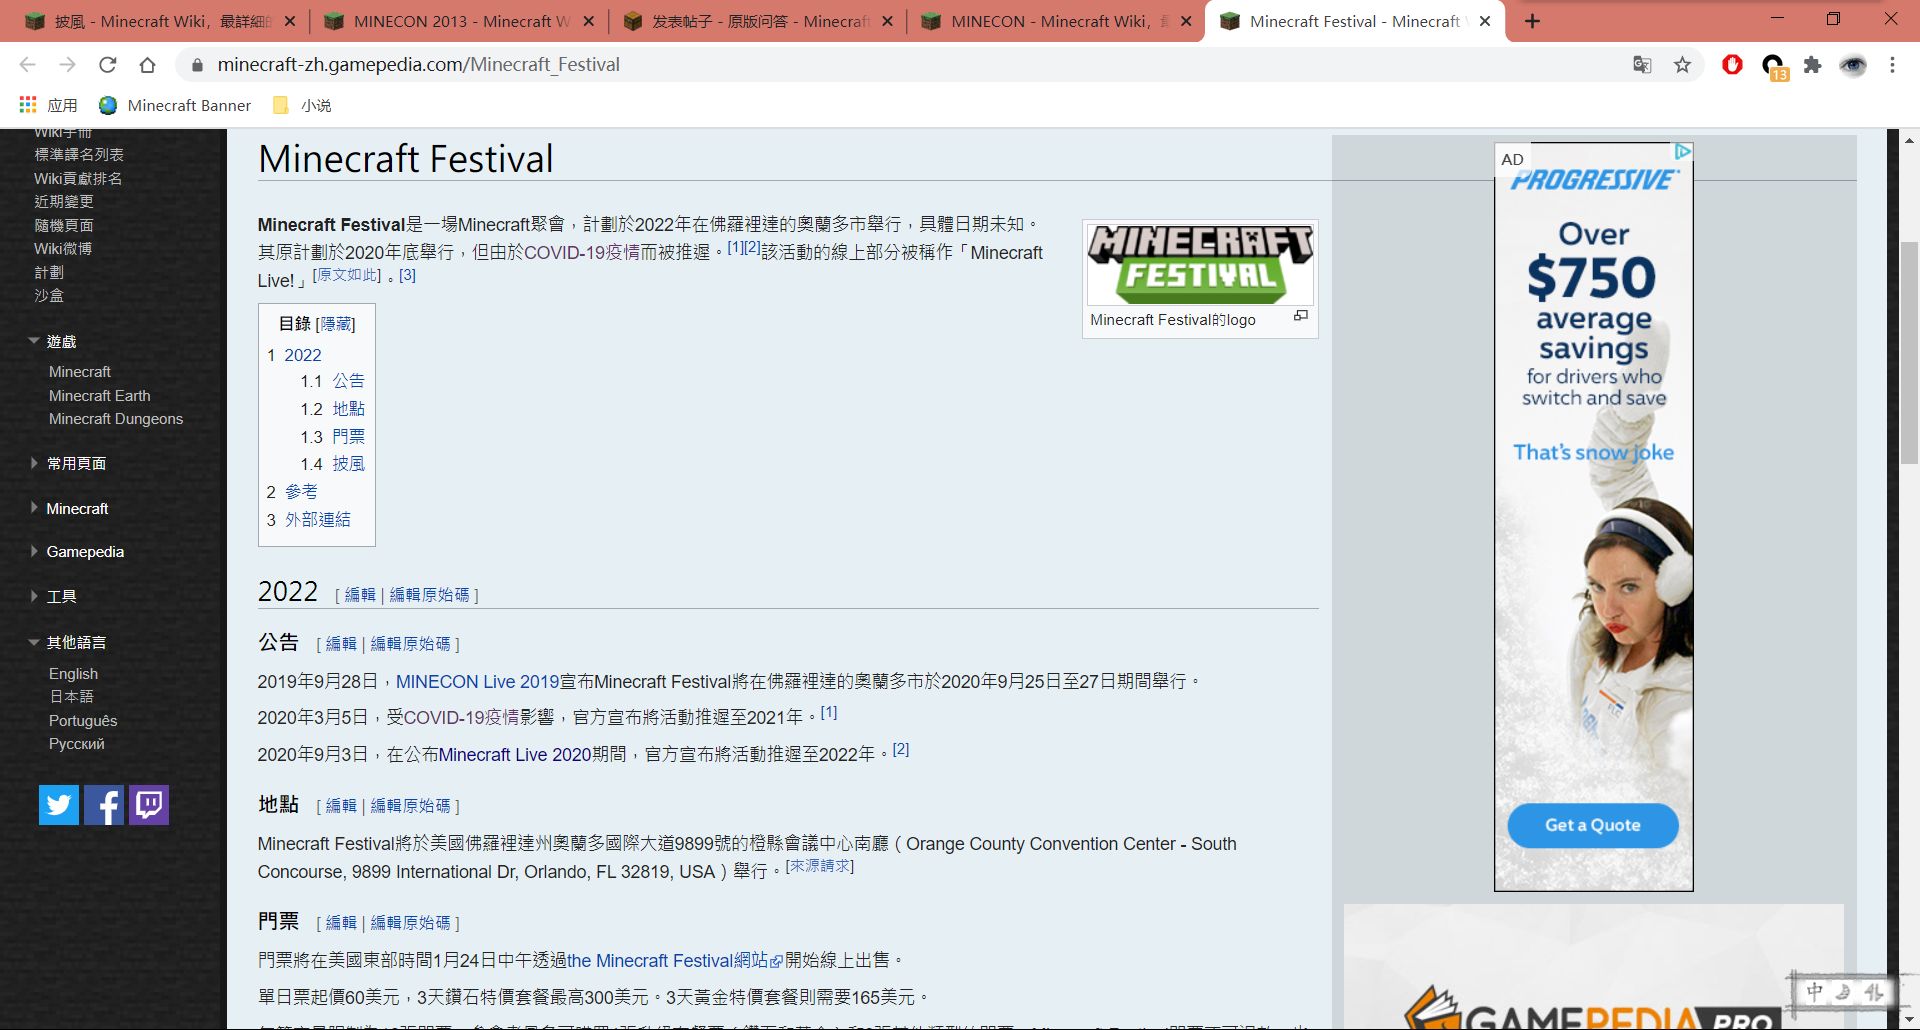 披風 - Minecraft Wiki，最詳細的
MINECON 2013 - Minecraft W
发表帖子 - 原版问答 - Minecraft
MINECON - Minecraft Wiki，最
Minecraft Festival - Minecraft W
minecraft-zh.gamepedia.com/Minecraft_Festival
13
应用
Minecraft Banner
小说
Wiki手冊
標準譯名列表
Wiki貢獻排名
近期變更
隨機頁面
Wiki微博
計劃
沙盒
遊戲
Minecraft
Minecraft Earth
Minecraft Dungeons
常用頁面
Minecraft
Gamepedia
工具
其他語言
English
日本語
Português
Русский
Minecraft Festival
Minecraft Festival是一場Minecraft聚會，計劃於2022年在佛羅裡達的奧蘭多市舉行，具體日期未知。
其原計劃於2020年底舉行，但由於COVID-19疫情而被推遲。[1][2]該活動的線上部分被稱作「Minecraft
Live!」[原文如此]。[3]
MINECRAFT
FESTIVAL
Minecraft Festival的logo
目錄 [隱藏]
1 2022
1.1 公告
1.2 地點
1.3 門票
1.4 披風
2 參考
3 外部連結
2022 [ 編輯 | 編輯原始碼 ]
公告 [ 編輯 | 編輯原始碼 ]
2019年9月28日，MINECON Live 2019宣布Minecraft Festival將在佛羅裡達的奧蘭多市於2020年9月25日至27日期間舉行。
2020年3月5日，受COVID-19疫情影響，官方宣布將活動推遲至2021年。[1]
2020年9月3日，在公布Minecraft Live 2020期間，官方宣布將活動推遲至2022年。[2]
地點 [ 編輯 | 編輯原始碼 ]
Minecraft Festival將於美國佛羅裡達州奧蘭多國際大道9899號的橙縣會議中心南廳（Orange County Convention Center - South
Concourse, 9899 International Dr, Orlando, FL 32819, USA）舉行。[來源請求]
門票 [ 編輯 | 編輯原始碼 ]
門票將在美國東部時間1月24日中午透過the Minecraft Festival網站開始線上出售。
單日票起價60美元，3天鑽石特價套餐最高300美元。3天黃金特價套餐則需要165美元。
AD
PROGRESSIVE
Over
$750
average
savings
for drivers who
switch and save
That's snow joke
FLO
Get a Quote
GAMEPEDIA PRO
中